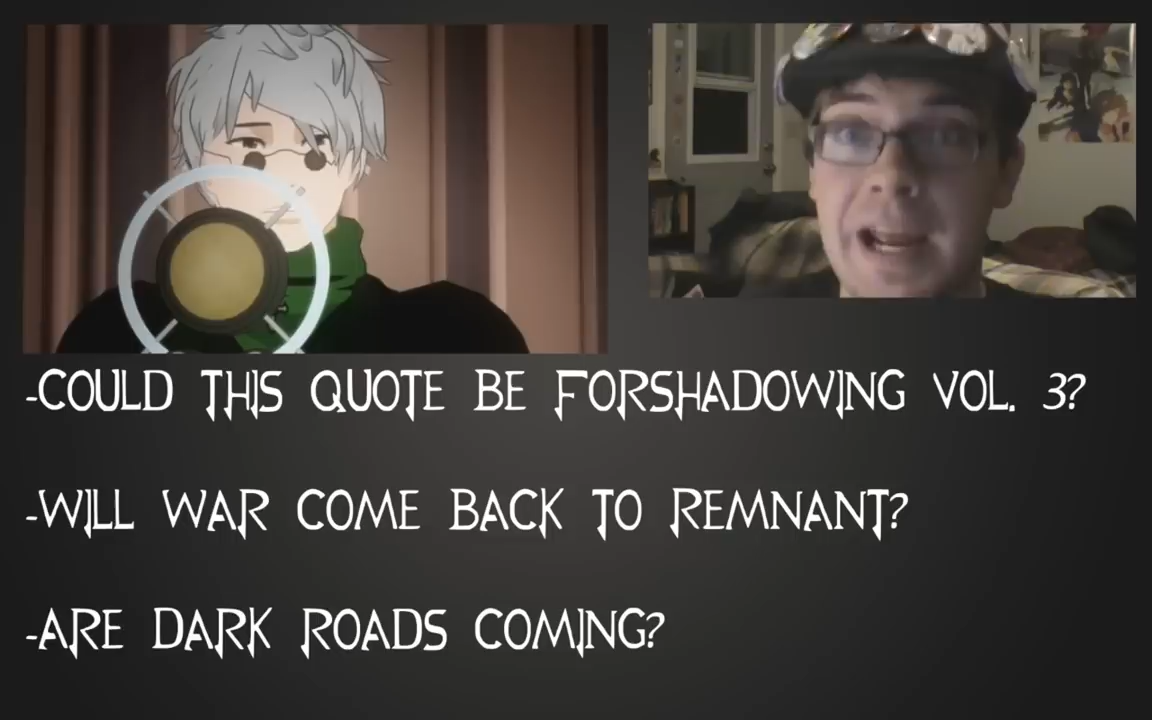 -COULD THIS QUOTE BE FORSHADOWING VOL. 3?
-WILL WAR COME BACK TO REMNANT?
-ARE DARK ROADS COMING?